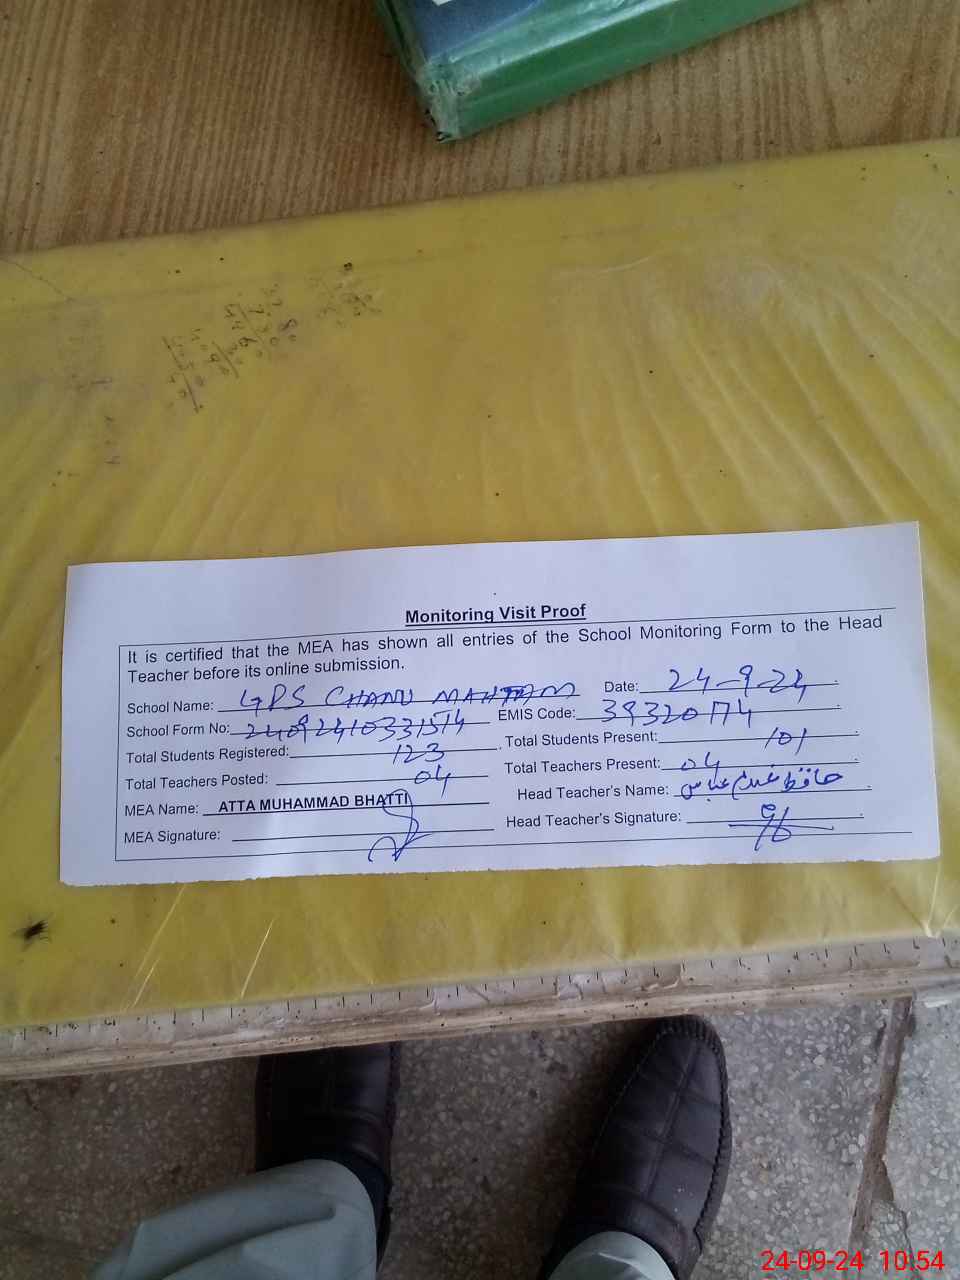 Monitoring Visit Proof
It is certified that the MEA has shown all entries of the School Monitoring Form to the Head
Teacher before its online submission.
School Name: GPS CHANU MAHTAM Date: 24-9-24
School Form No: 24092410331514 EMIS Code: 39320174
Total Students Registered: 123 Total Students Present: 101
Total Teachers Posted: 04 Total Teachers Present: 04
MEA Name: ATTA MUHAMMAD BHATTI Head Teacher's Name: حافظ عباس
MEA Signature: Head Teacher's Signature:
24-09-24 10:54